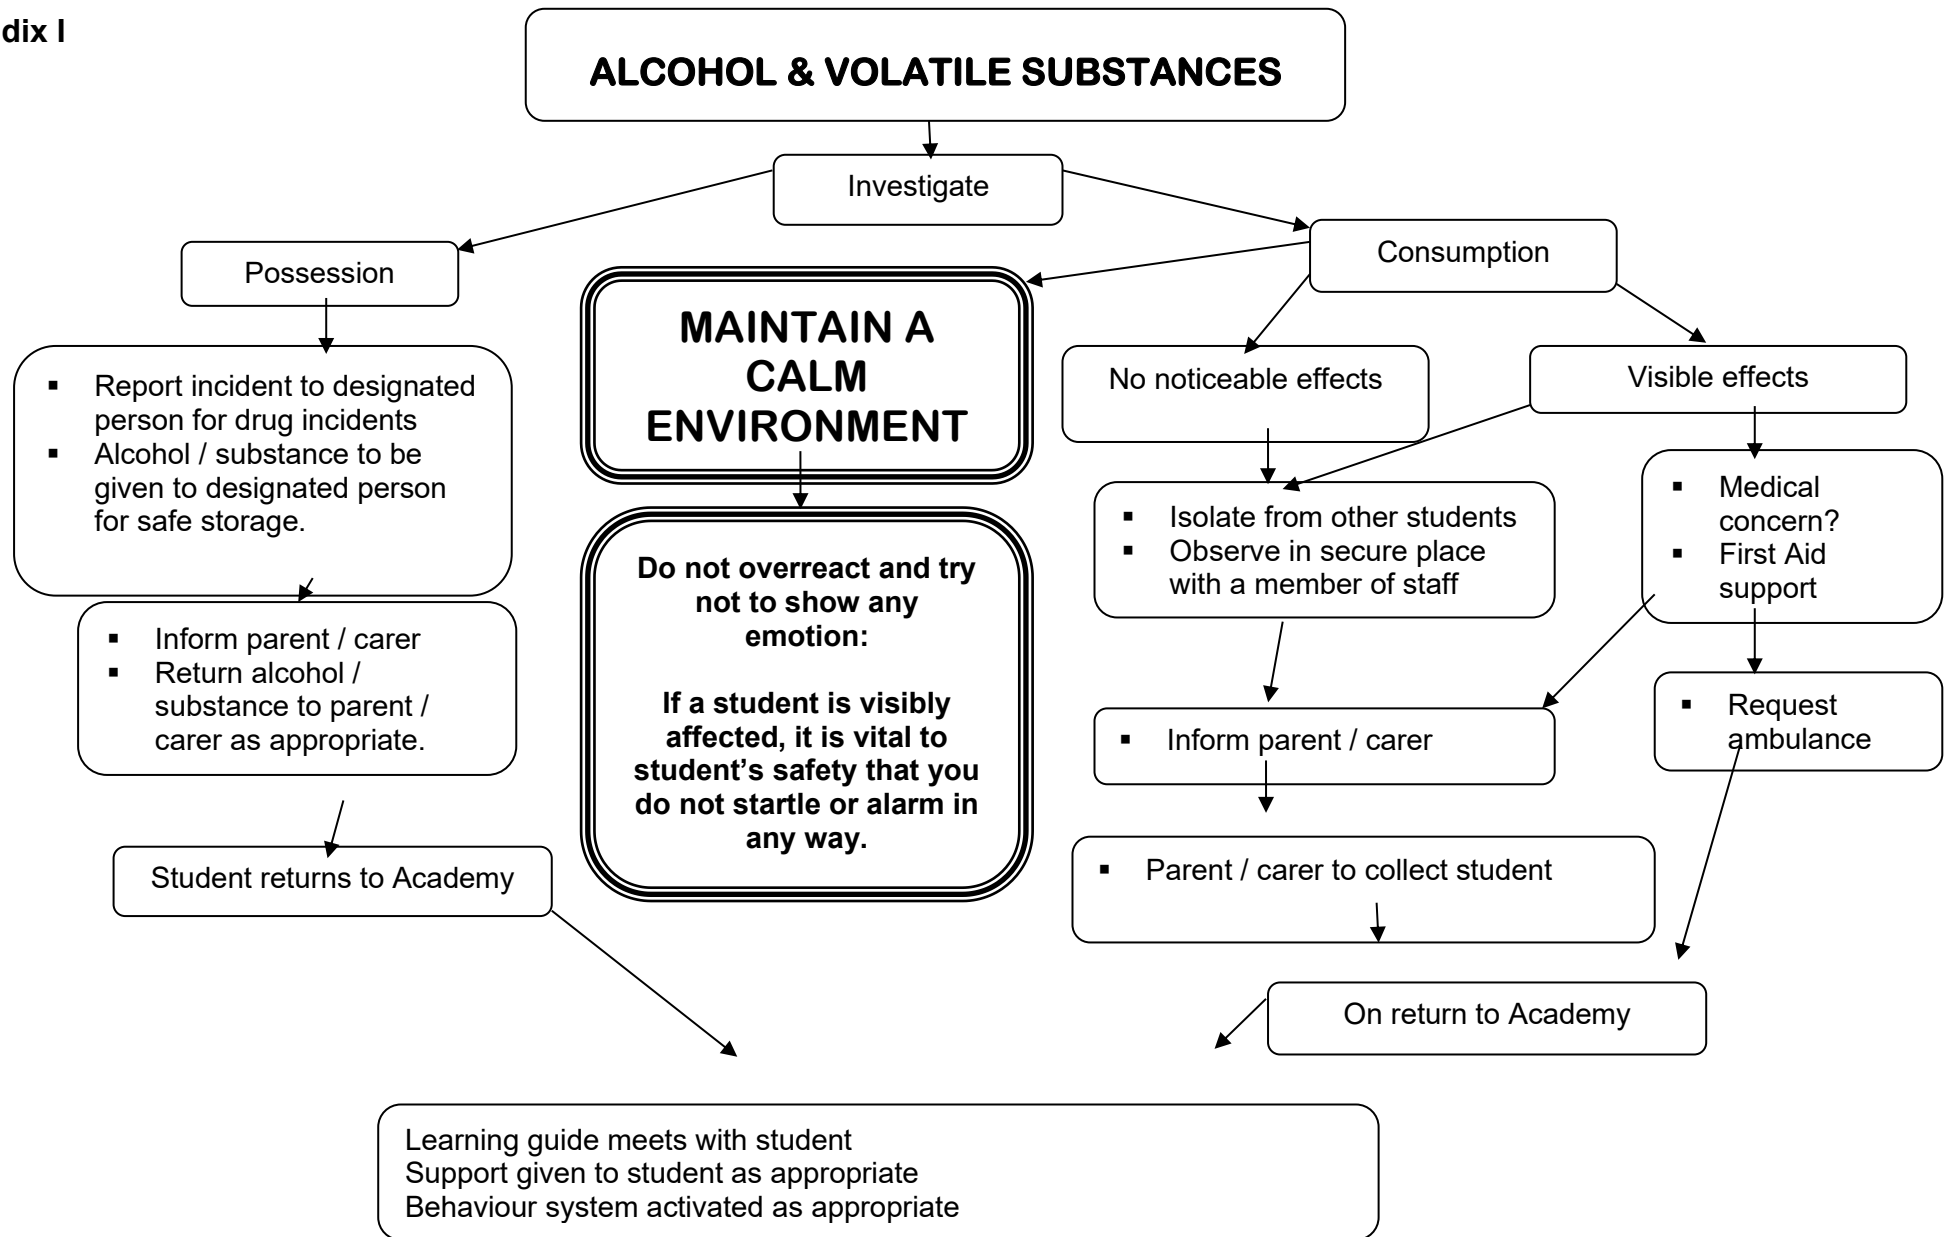 dix I
ALCOHOL & VOLATILE SUBSTANCES
Investigate
Possession
Consumption
▪ Report incident to designated
person for drug incidents
▪ Alcohol / substance to be
given to designated person
for safe storage.
▪ Inform parent / carer
▪ Return alcohol /
substance to parent /
carer as appropriate.
Student returns to Academy
MAINTAIN A
CALM
ENVIRONMENT
Do not overreact and try
not to show any
emotion:
If a student is visibly
affected, it is vital to
student’s safety that you
do not startle or alarm in
any way.
No noticeable effects
Visible effects
▪ Isolate from other students
▪ Observe in secure place
with a member of staff
▪ Medical
concern?
▪ First Aid
support
▪ Inform parent / carer
▪ Request
ambulance
▪ Parent / carer to collect student
On return to Academy
Learning guide meets with student
Support given to student as appropriate
Behaviour system activated as appropriate